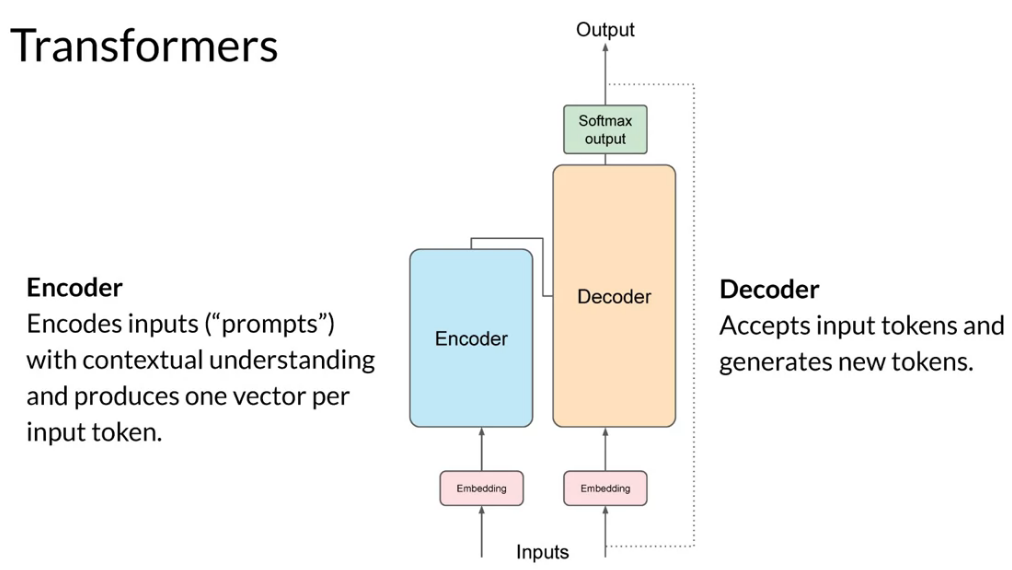 Transformers
Output
Softmax
output
Encoder
Encodes inputs (“prompts”)
with contextual understanding
and produces one vector per
input token.
Encoder
Decoder
Decoder
Accepts input tokens and
generates new tokens.
Embedding
Embedding
Inputs